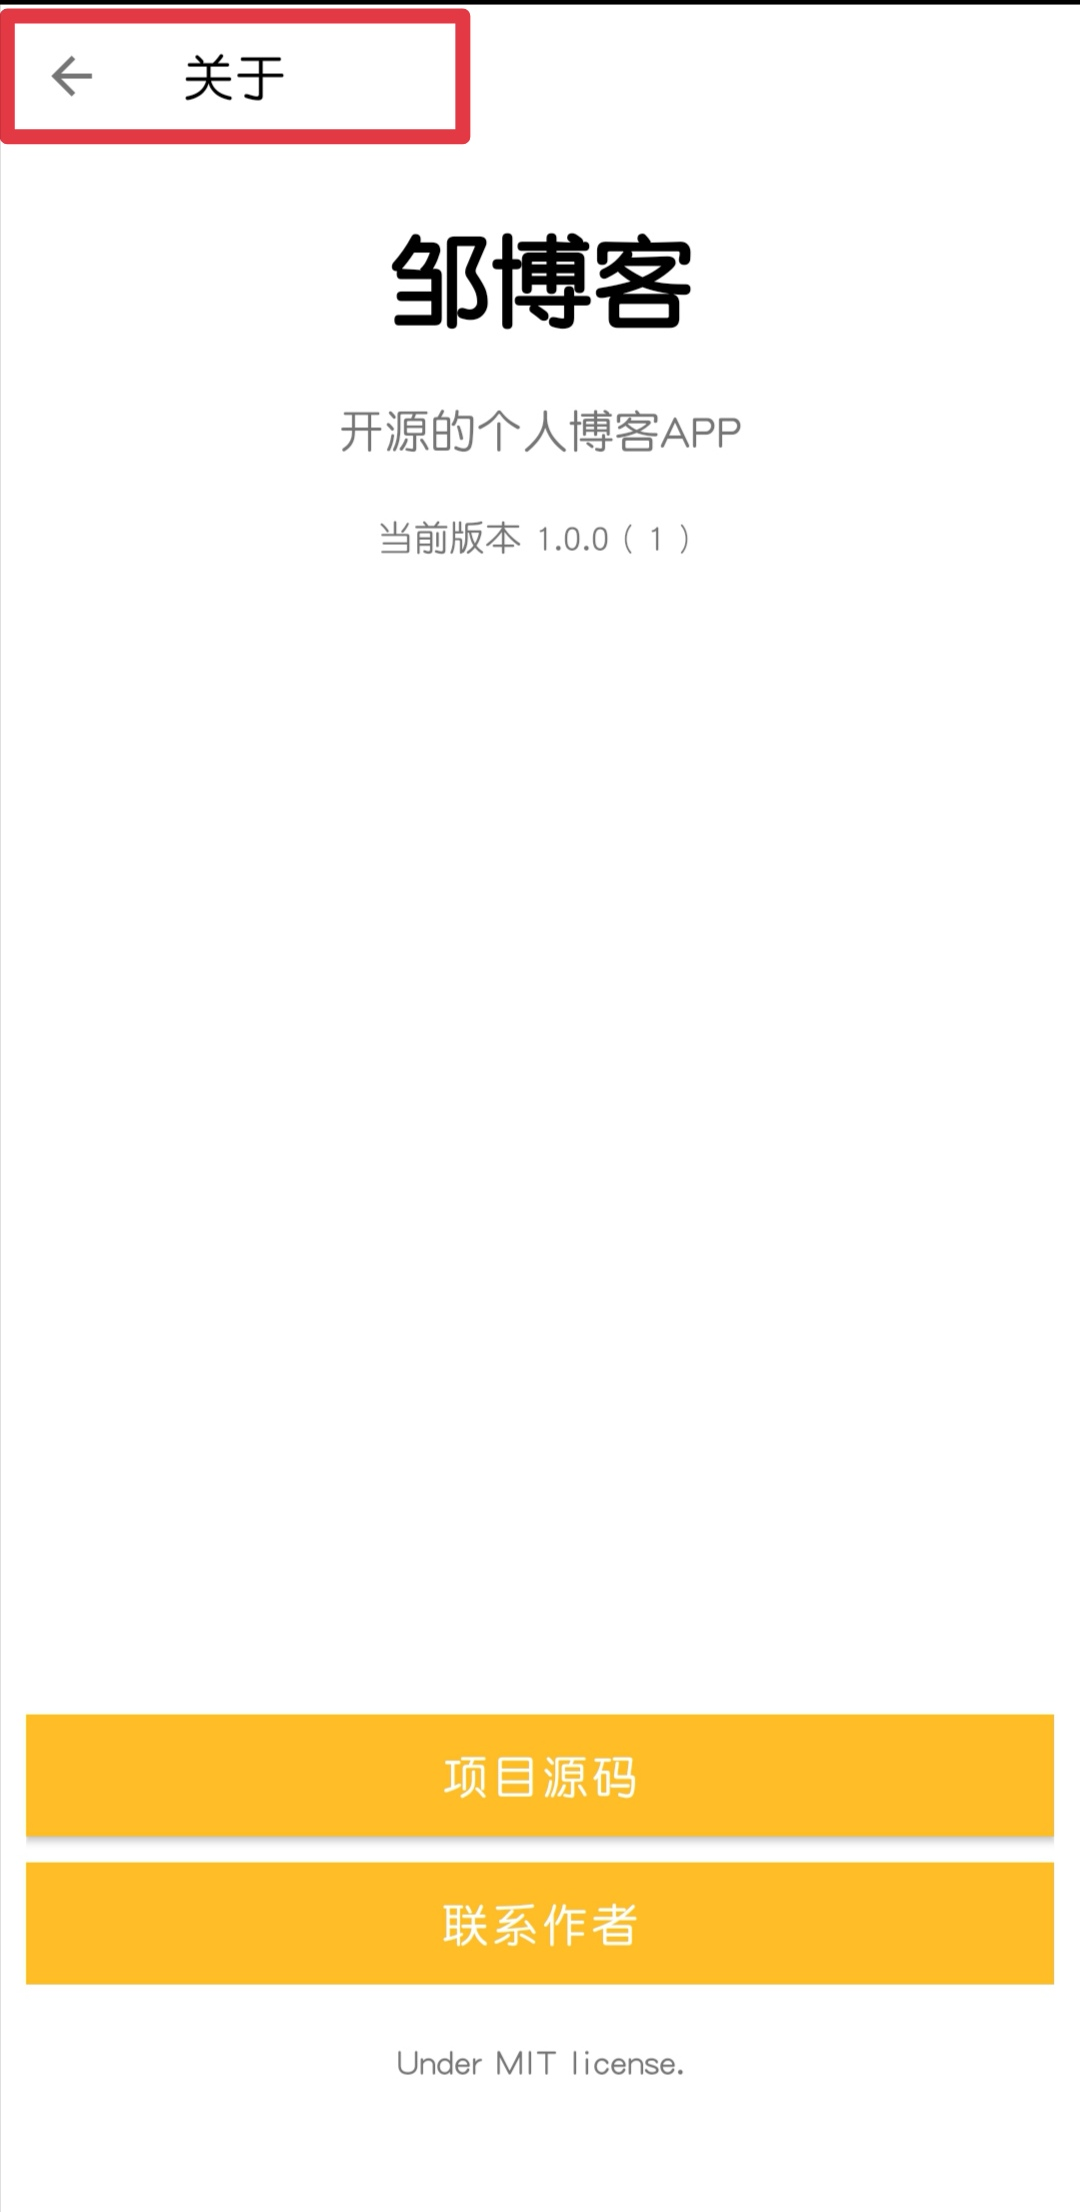 关于
邹博客
开源的个人博客APP
当前版本 1.0.0（1）
项目源码
联系作者
Under MIT license.